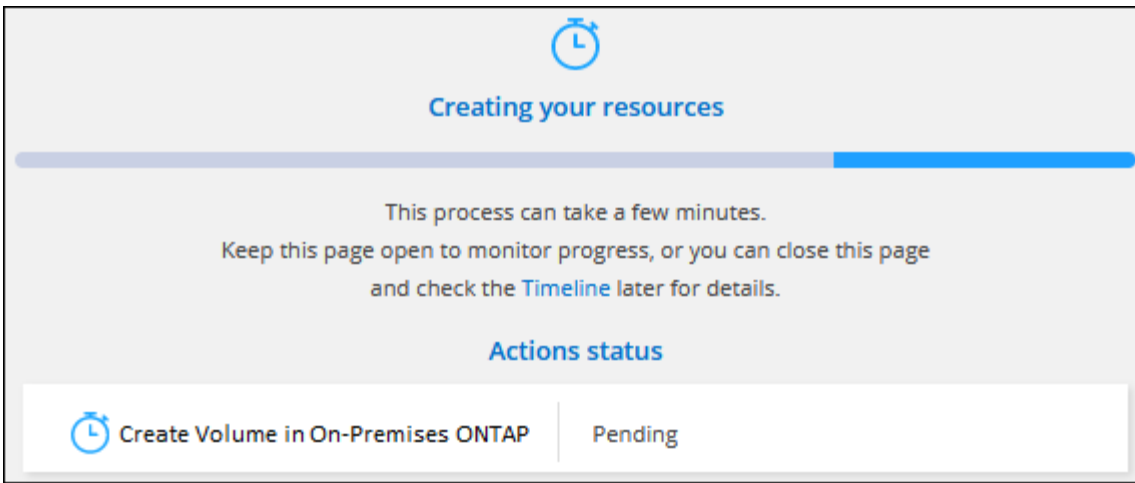 Creating your resources
This process can take a few minutes.
Keep this page open to monitor progress, or you can close this page
and check the Timeline later for details.
Actions status
Create Volume in On-Premises ONTAP
Pending